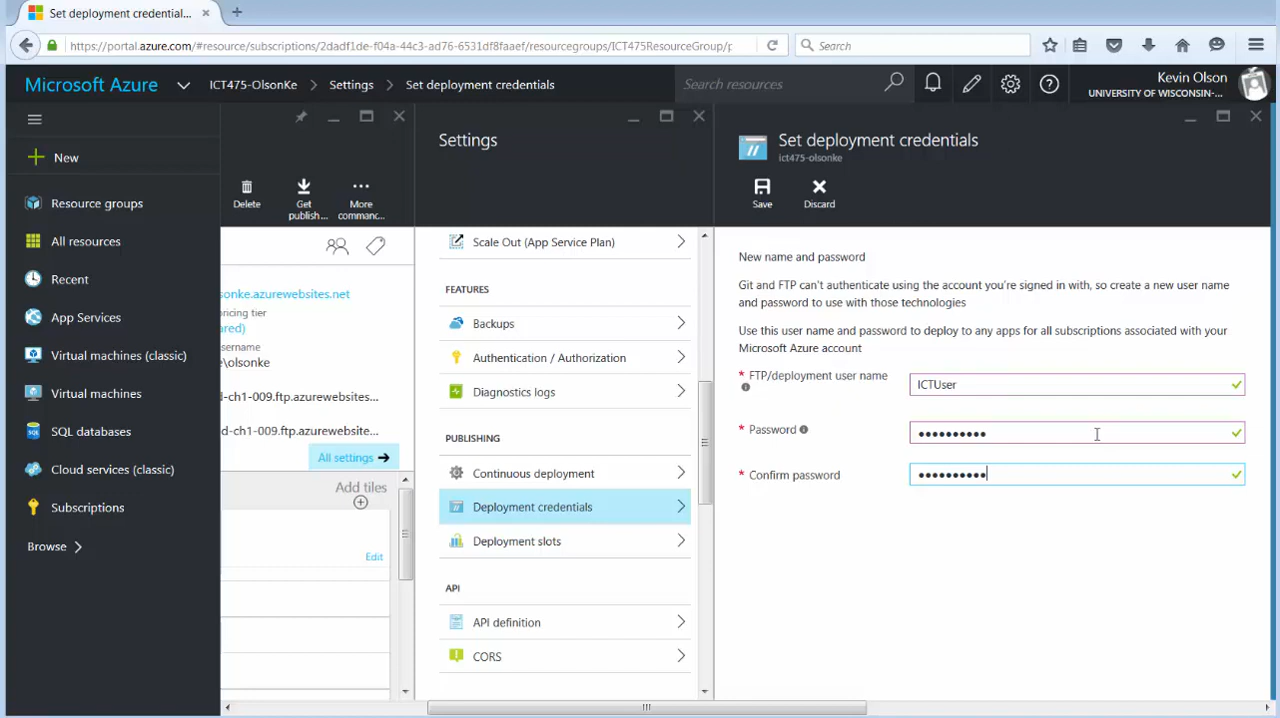 Set deployment credential...
https://portal.azure.com/#resource/subscriptions/2dadf1de-f04a-44c3-ad76-6531df8faaef/resourcegroups/ICT475ResourceGroup/p
Search
Microsoft Azure
ICT475-OlsonKe
Settings
Set deployment credentials
Search resources
Kevin Olson
UNIVERSITY OF WISCONSIN-...
New
Resource groups
All resources
Recent
App Services
Virtual machines (classic)
Virtual machines
SQL databases
Cloud services (classic)
Subscriptions
Browse
Delete
Get publish...
More commanc...
onke.azurewebsites.net
ricing tier
ared)
sername
e\olsonke
d-ch1-009.ftp.azurewebsites...
d-ch1-009.ftp.azurewebsite...
All settings
Add tiles
Edit
Settings
Scale Out (App Service Plan)
FEATURES
Backups
Authentication / Authorization
Diagnostics logs
PUBLISHING
Continuous deployment
Deployment credentials
Deployment slots
API
API definition
CORS
Set deployment credentials
ict475-olsonke
Save
Discard
New name and password
Git and FTP can't authenticate using the account you're signed in with, so create a new user name
and password to use with those technologies
Use this user name and password to deploy to any apps for all subscriptions associated with your
Microsoft Azure account
* FTP/deployment user name
ICTUser
* Password
••••••••••
* Confirm password
••••••••••